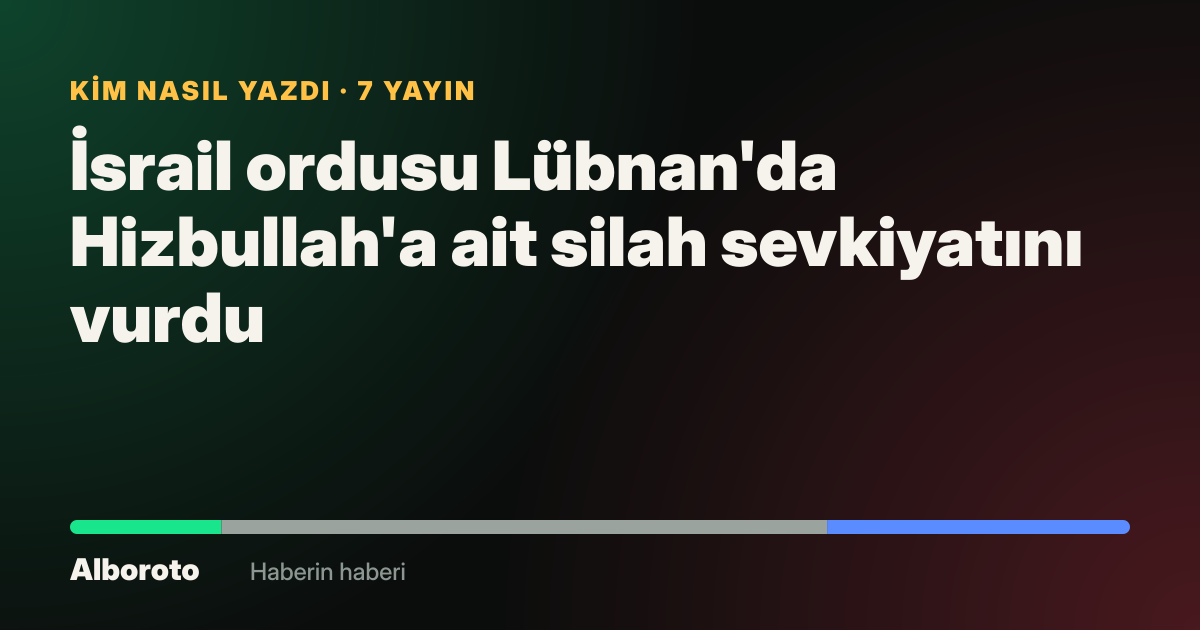 KİM NASIL YAZDI · 7 YAYIN
İsrail ordusu Lübnan'da
Hizbullah'a ait silah sevkiyatını
vurdu
Alboroto
Haberin haberi